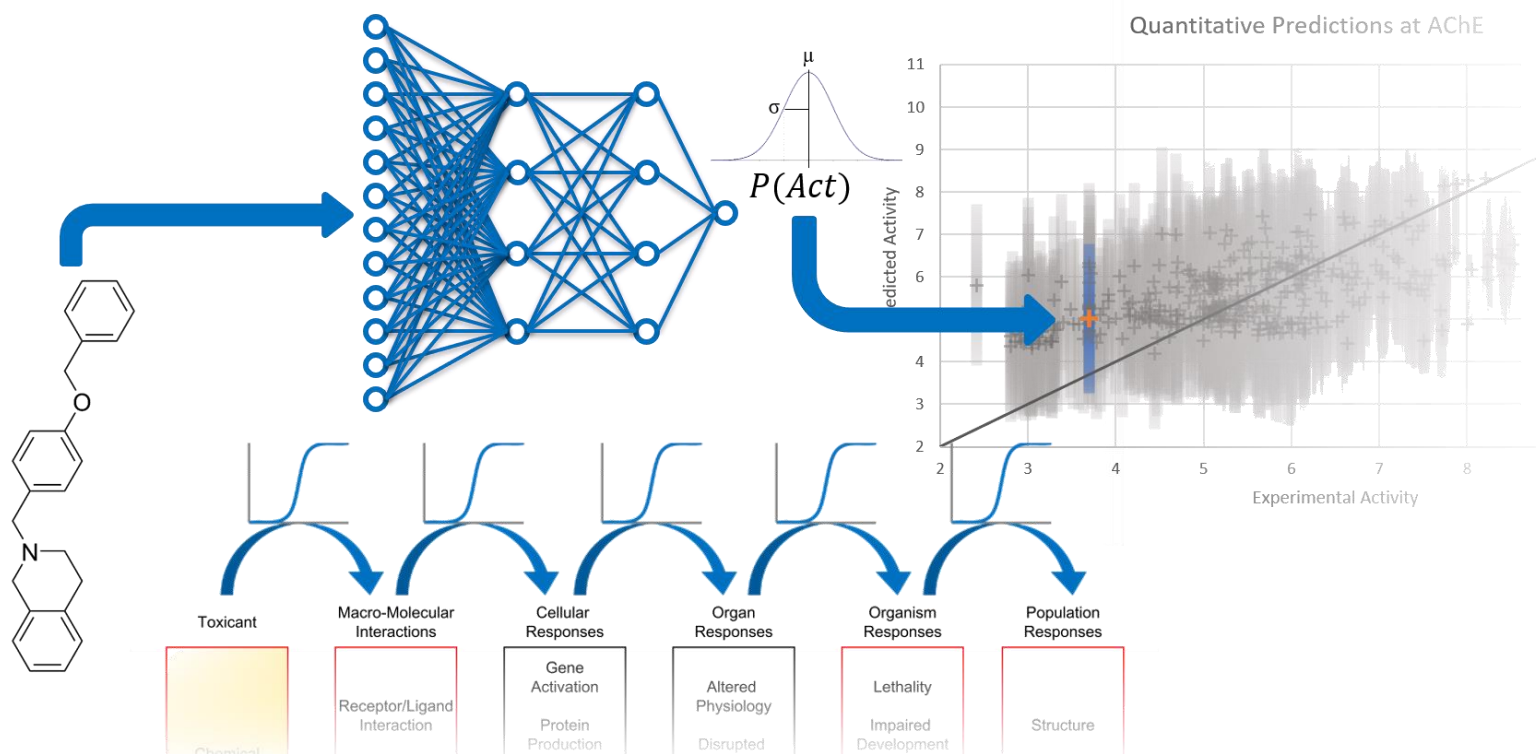 Quantitative Predictions at AChE
μ
σ
P(Act)
11
10
9
8
7
6
4
3
2
2 3 4 5 6 7 8
edicted Activity
Experimental Activity
O
N
Toxicant
Macro-Molecular
Interactions
Cellular
Responses
Organ
Responses
Organism
Responses
Population
Responses
Receptor/Ligand
Interaction
Gene
Activation
Protein
Production
Altered
Physiology
Disrupted
Lethality
Impaired
Development
Structure
Chemical